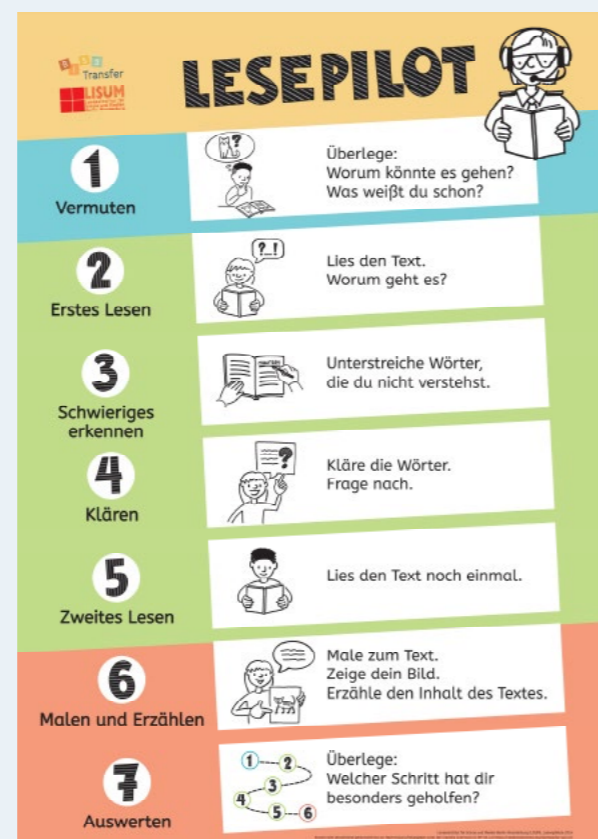 BiSS
Transfer
LISUM
LESEPILOT
1
Vermuten
?
Überlege:
Worum könnte es gehen?
Was weißt du schon?
2
Erstes Lesen
?...!
Lies den Text.
Worum geht es?
3
Schwieriges
erkennen
Unterstreiche Wörter,
die du nicht verstehst.
4
Klären
?
Kläre die Wörter.
Frage nach.
5
Zweites Lesen
Lies den Text noch einmal.
6
Malen und Erzählen
Male zum Text.
Zeige dein Bild.
Erzähle den Inhalt des Textes.
7
Auswerten
1
2
3
4
5
6
Überlege:
Welcher Schritt hat dir
besonders geholfen?